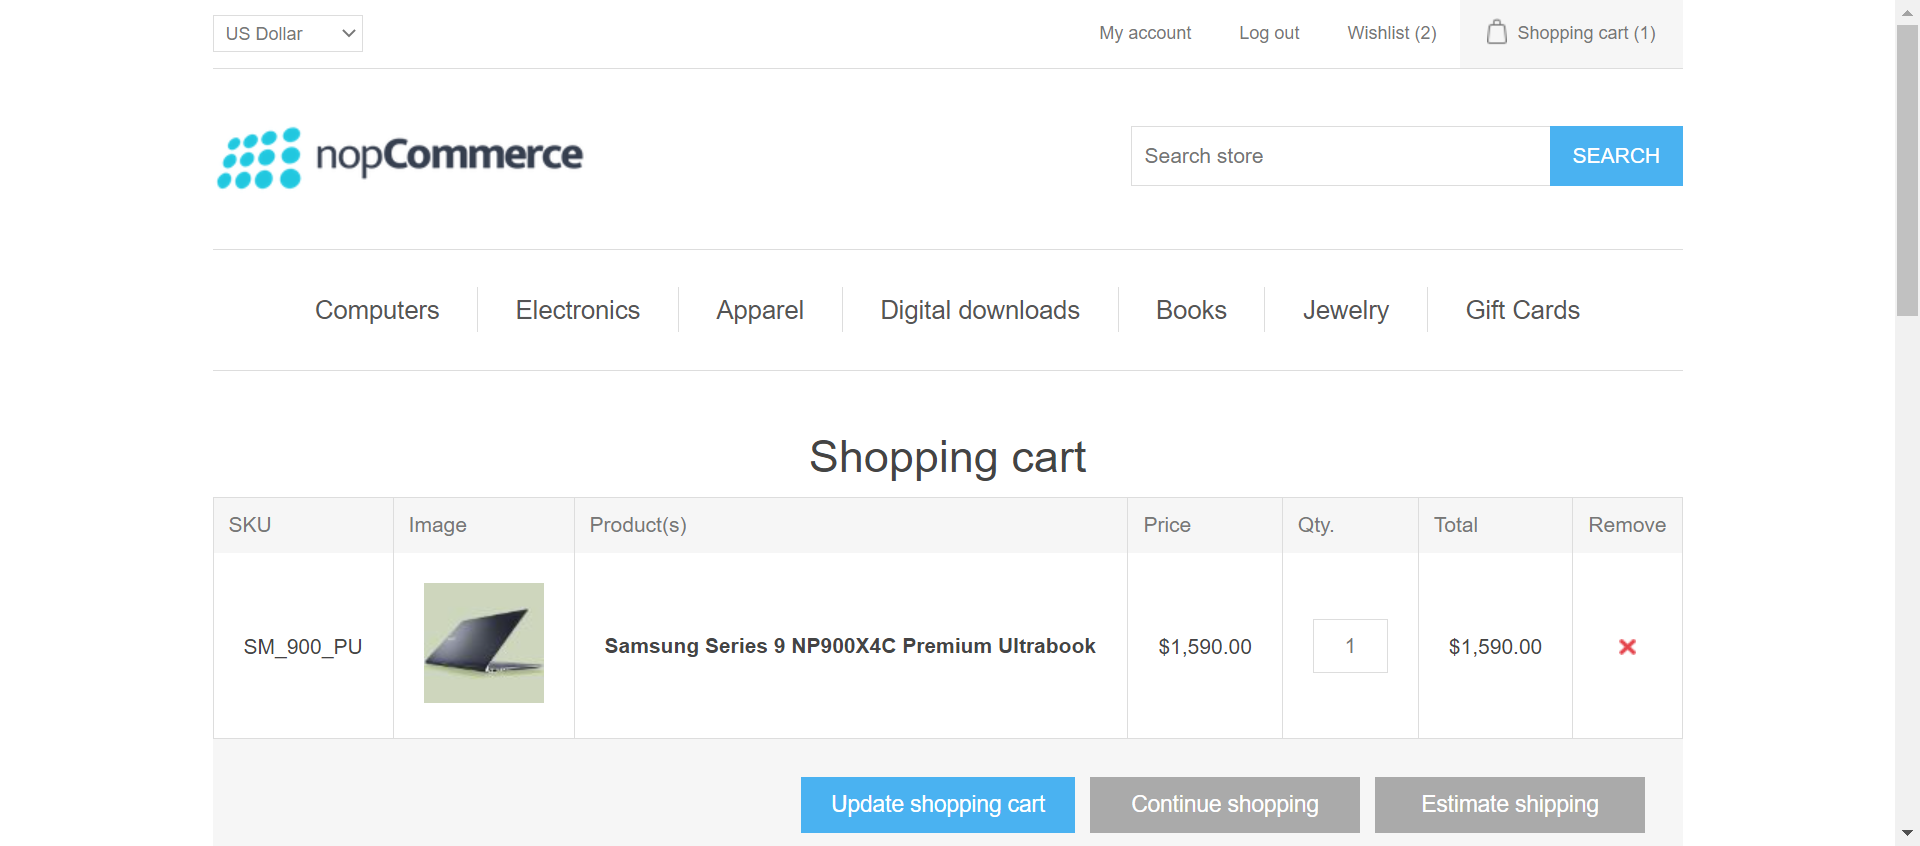 US Dollar
My account
Log out
Wishlist (2)
Shopping cart (1)
nopCommerce
Search store
SEARCH
Computers
Electronics
Apparel
Digital downloads
Books
Jewelry
Gift Cards
Shopping cart
SKU
Image
Product(s)
Price
Qty.
Total
Remove
SM_900_PU
Samsung Series 9 NP900X4C Premium Ultrabook
$1,590.00
1
$1,590.00
Update shopping cart
Continue shopping
Estimate shipping